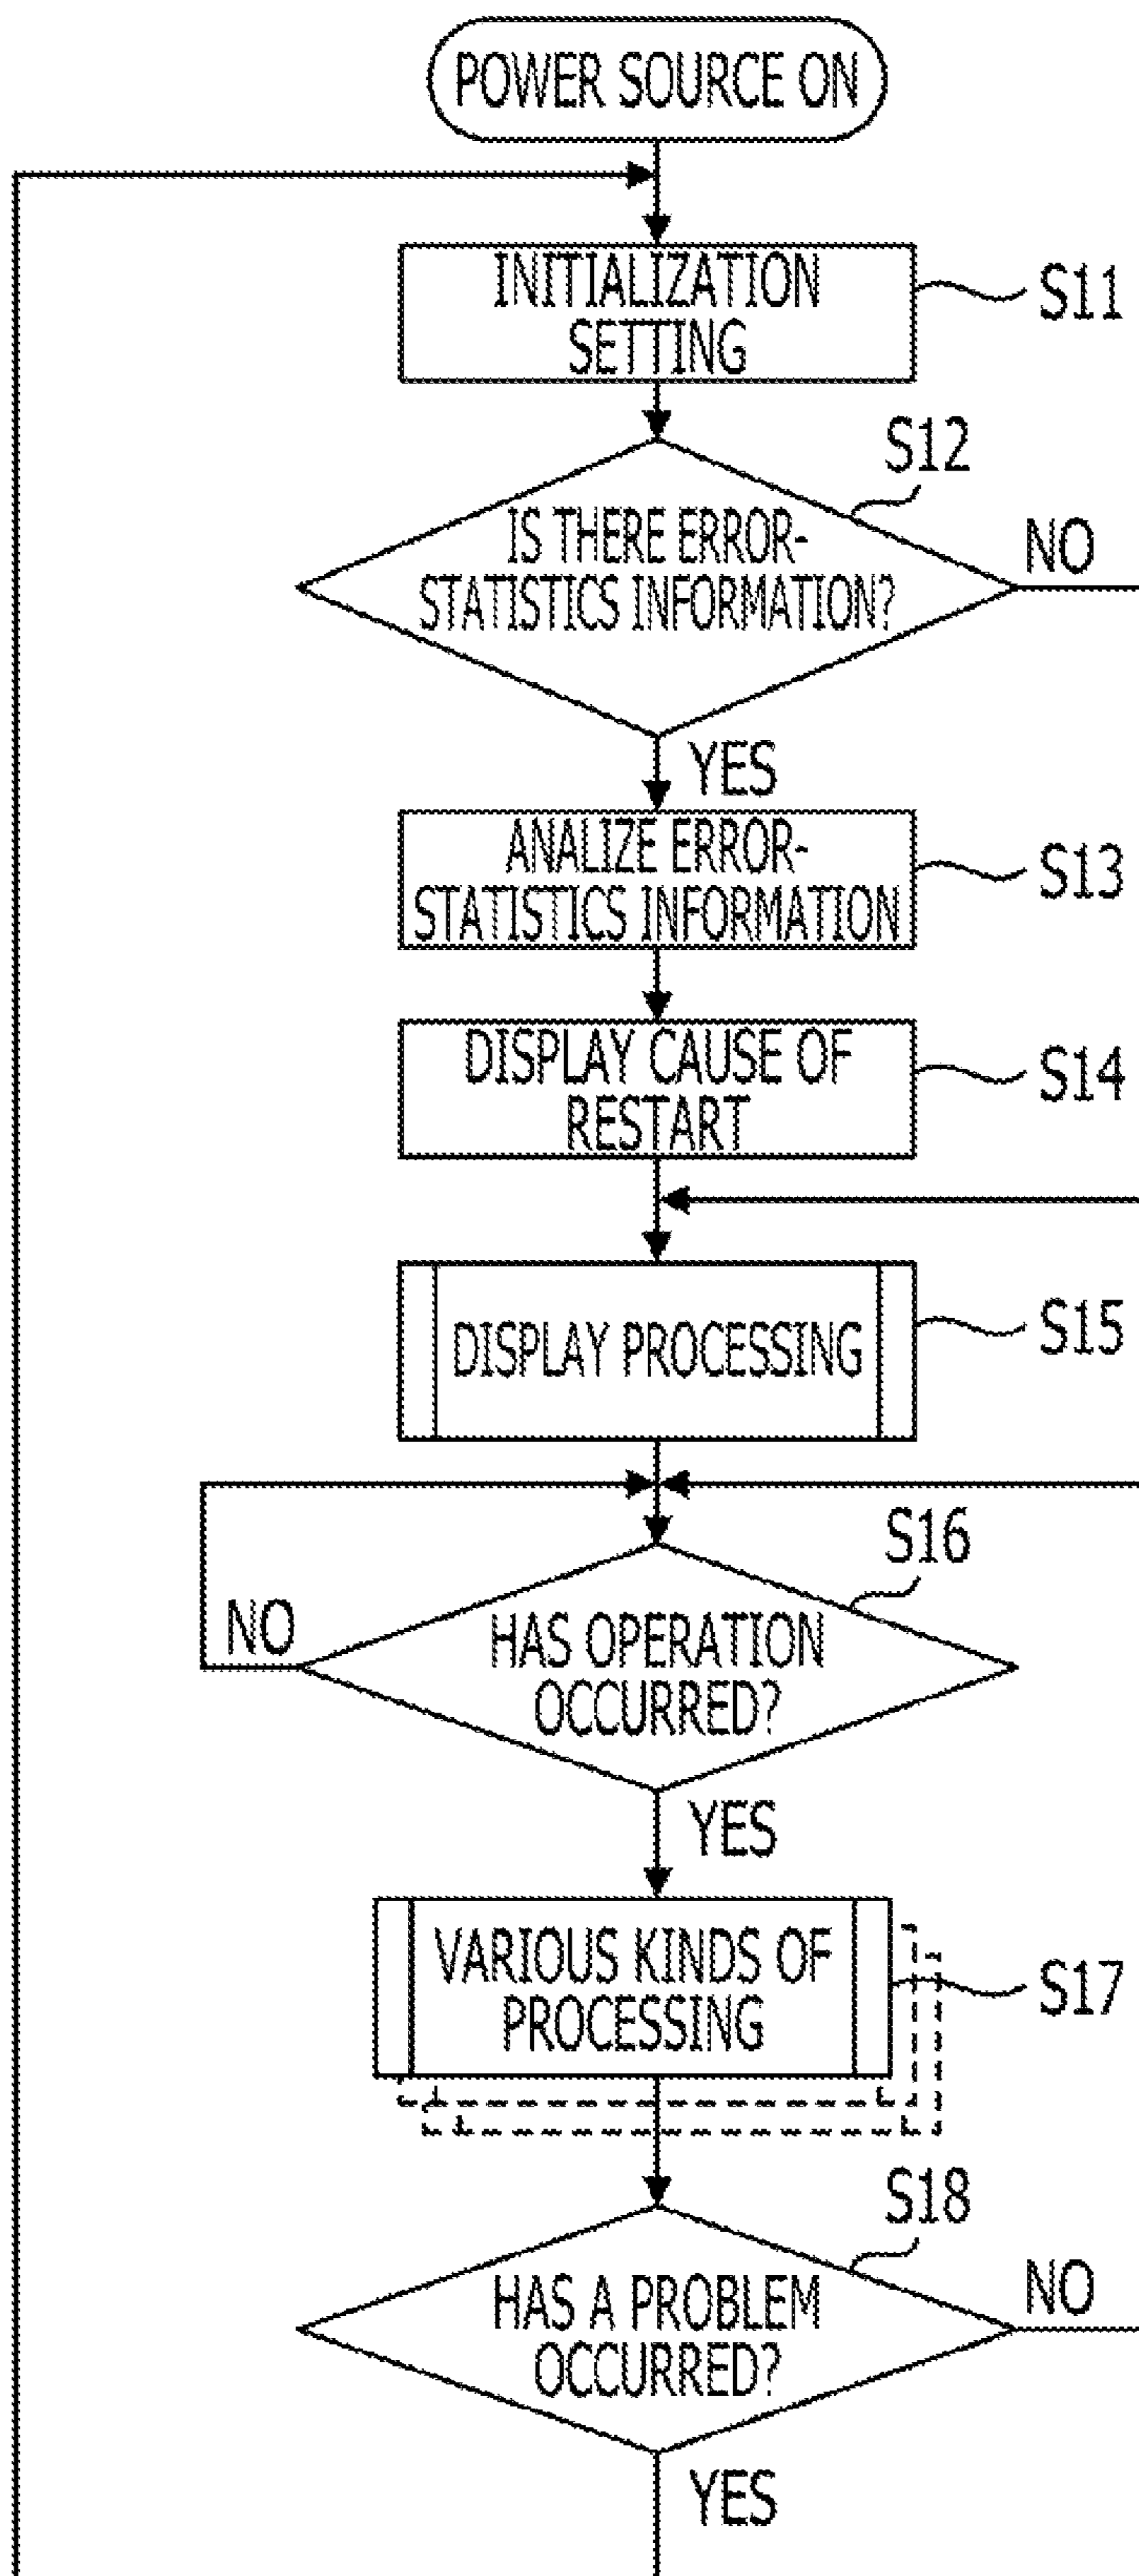 POWER SOURCE ON
INITIALIZATION
SETTING
S11
S12
IS THERE ERROR-
STATISTICS INFORMATION?
NO
YES
ANALIZE ERROR-
STATISTICS INFORMATION
S13
DISPLAY CAUSE OF
RESTART
S14
DISPLAY PROCESSING
S15
S16
NO
HAS OPERATION
OCCURRED?
YES
VARIOUS KINDS OF
PROCESSING
S17
S18
HAS A PROBLEM
OCCURRED?
NO
YES